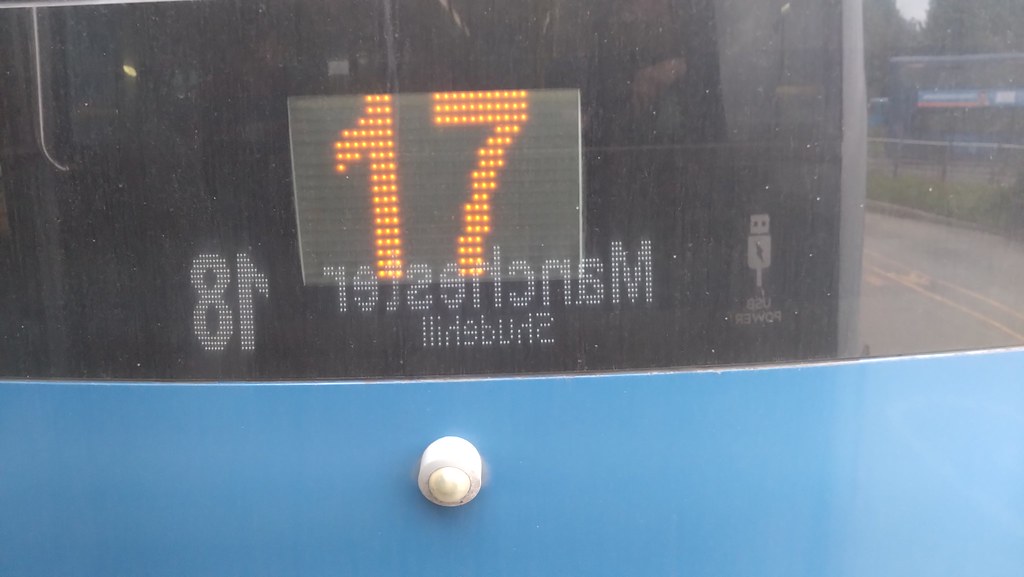 17
18 Manchester
Shudehill
USB
POWER